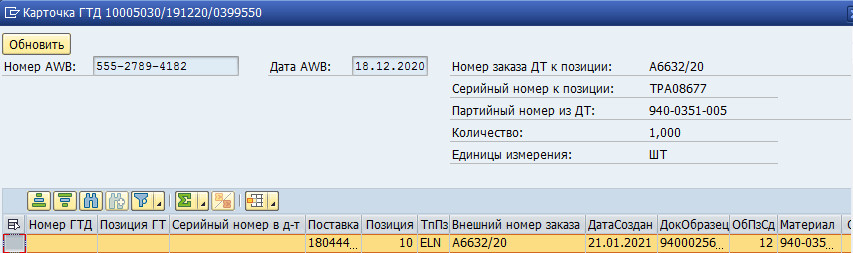 Карточка ГТД 10005030/191220/0399550
Обновить
Номер AWB: 555-2789-4182 Дата AWB: 18.12.2020 Номер заказа ДТ к позиции: А6632/20
Серийный номер к позиции: TPA08677
Партийный номер из ДТ: 940-0351-005
Количество: 1,000
Единицы измерения: ШТ
Номер ГТД Позиция ГТ Серийный номер в д-т Поставка Позиция ТпПз Внешний номер заказа ДатаСоздан ДокОбразец ОбПзСд Материал
180444... 10 ELN А6632/20 21.01.2021 94000256... 12 940-035...